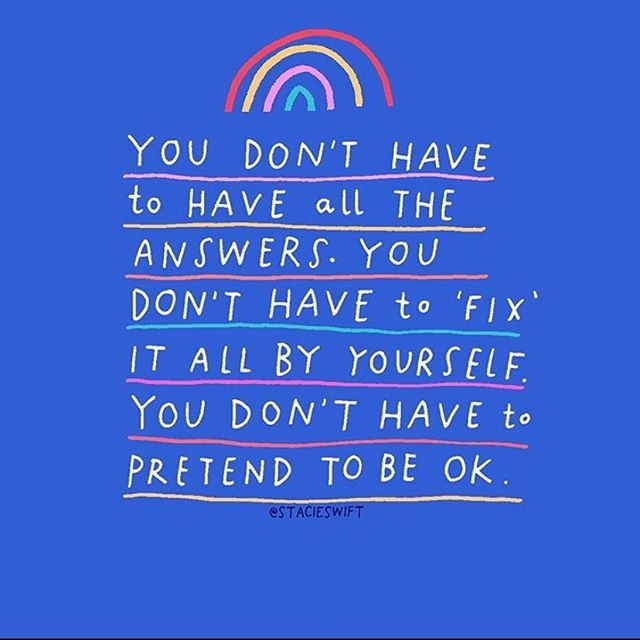 YOU DON'T HAVE
to HAVE all THE
ANSWERS. YOU
DON'T HAVE to 'FIX'
IT ALL BY YOURSELF.
YOU DON'T HAVE to
PRETEND TO BE OK.
@STACIESWIFT